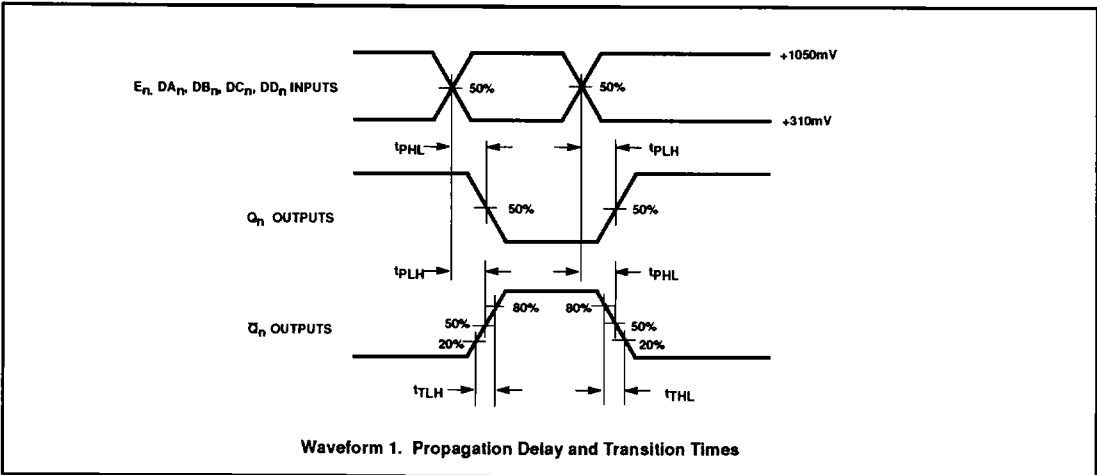 +1050mV
En, DAn, DBn, DCn, DDn INPUTS
50%
50%
+310mV
tPHL
tPLH
Qn OUTPUTS
50%
50%
tPLH
tPHL
80%
80%
Q̅n OUTPUTS
50%
50%
20%
20%
tTLH
tTHL
Waveform 1. Propagation Delay and Transition Times